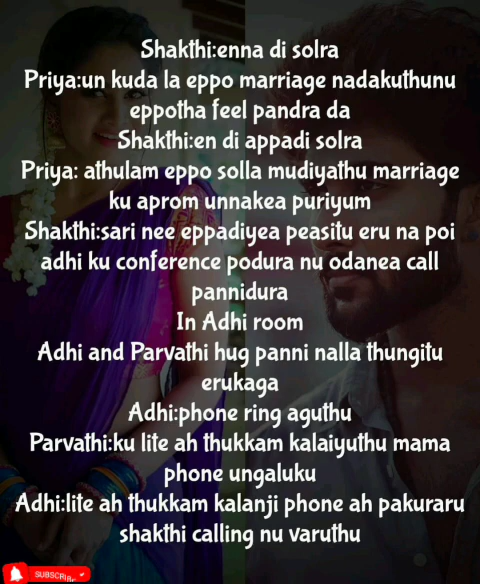 Shakthi:enna di solra
Priya:un kuda la eppo marriage nadakuthunu
eppotha feel pandra da
Shakthi:en di appadi solra
Priya: athulam eppo solla mudiyathu marriage
ku aprom unnakea puriyum
Shakthi:sari nee eppadiyea peasitu eru na poi
adhi ku conference podura nu odanea call
pannidura
In Adhi room
Adhi and Parvathi hug panni nalla thungitu
erukaga
Adhi:phone ring aguthu
Parvathi:ku lite ah thukkam kalaiyuthu mama
phone ungaluku
Adhi:lite ah thukkam kalanji phone ah pakuraru
shakthi calling nu varuthu
SUBSCRIBE